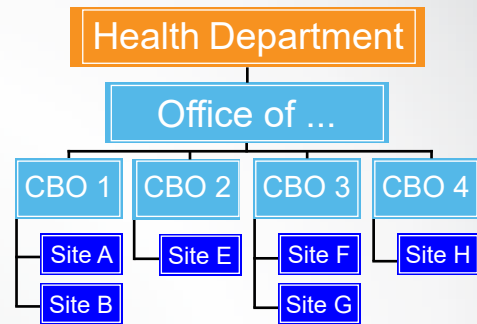 Health Department
Office of ...
CBO 1
CBO 2
CBO 3
CBO 4
Site A
Site E
Site F
Site H
Site B
Site G